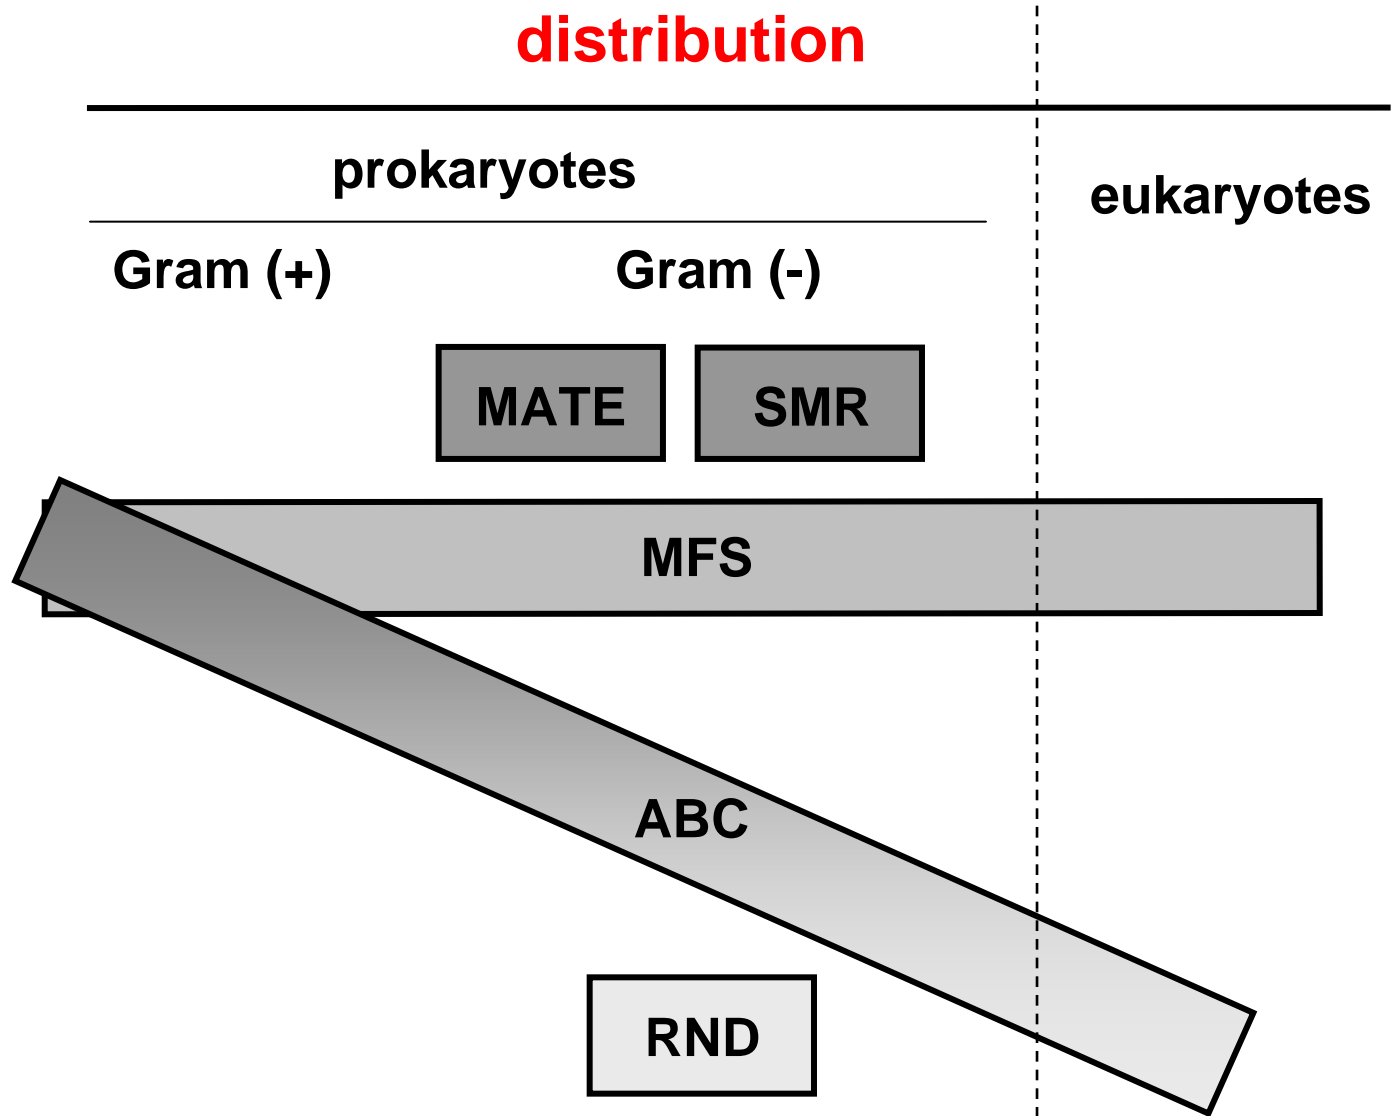 distribution
prokaryotes
eukaryotes
Gram (+)
Gram (-)
MATE
SMR
MFS
ABC
RND